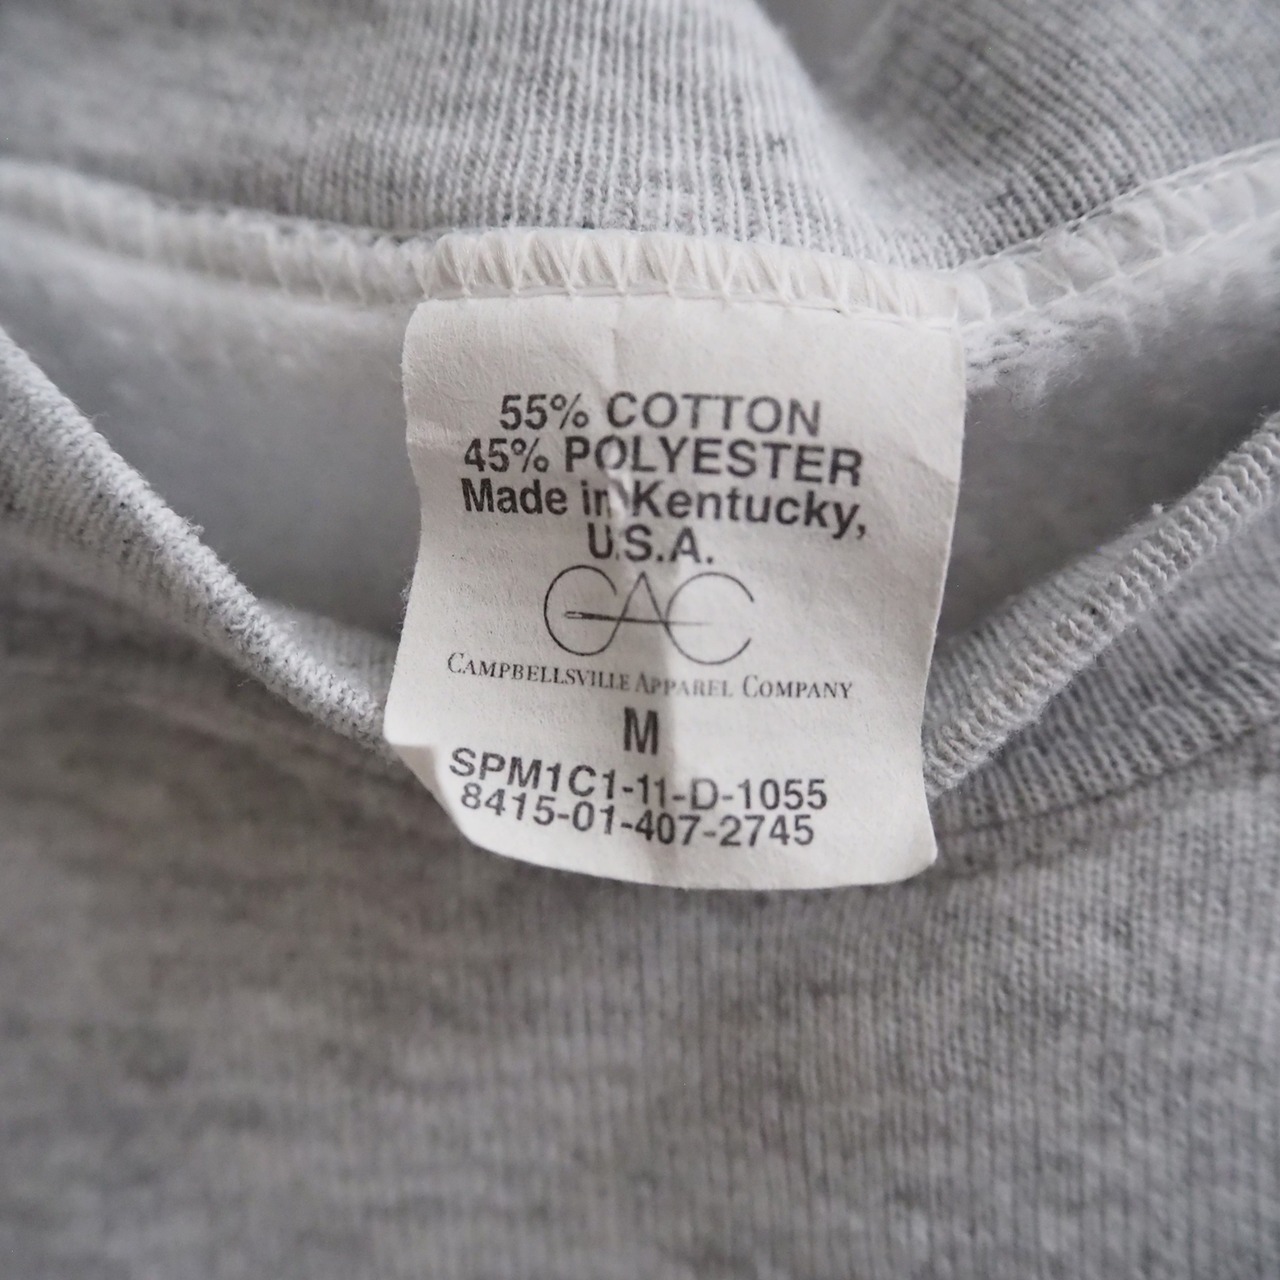 55% COTTON
45% POLYESTER
Made in Kentucky,
U.S.A.
CAC
CAMPBELLSVILLE APPAREL COMPANY
M
SPM1C1-11-D-1055
8415-01-407-2745